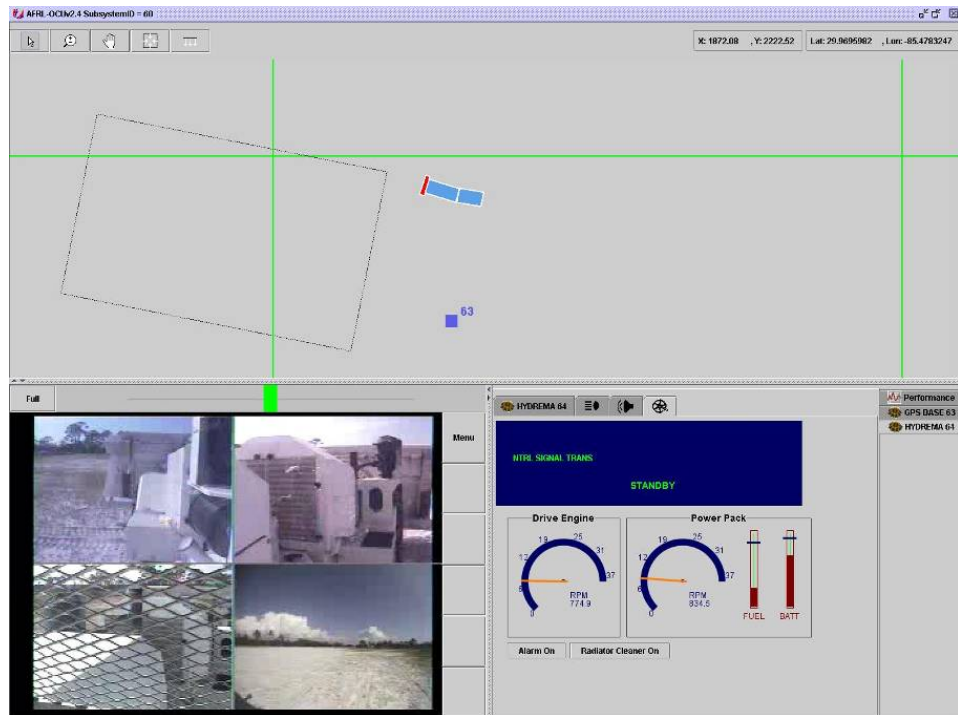 AFRL-OCUv2.4 SubsystemID = 60
X: 1872.08 , Y: 2222.52 Lat: 29.9695982 , Lon: -85.4783247
63
Full
Menu
HYDREMA 64
Performance
GPS BASE 63
HYDREMA 64
NTRL SIGNAL TRANS
STANDBY
Drive Engine
0
6
12
19
25
31
37
RPM
774.9
Power Pack
0
6
12
19
25
31
37
RPM
834.5
FUEL BATT
Alarm On Radiator Cleaner On